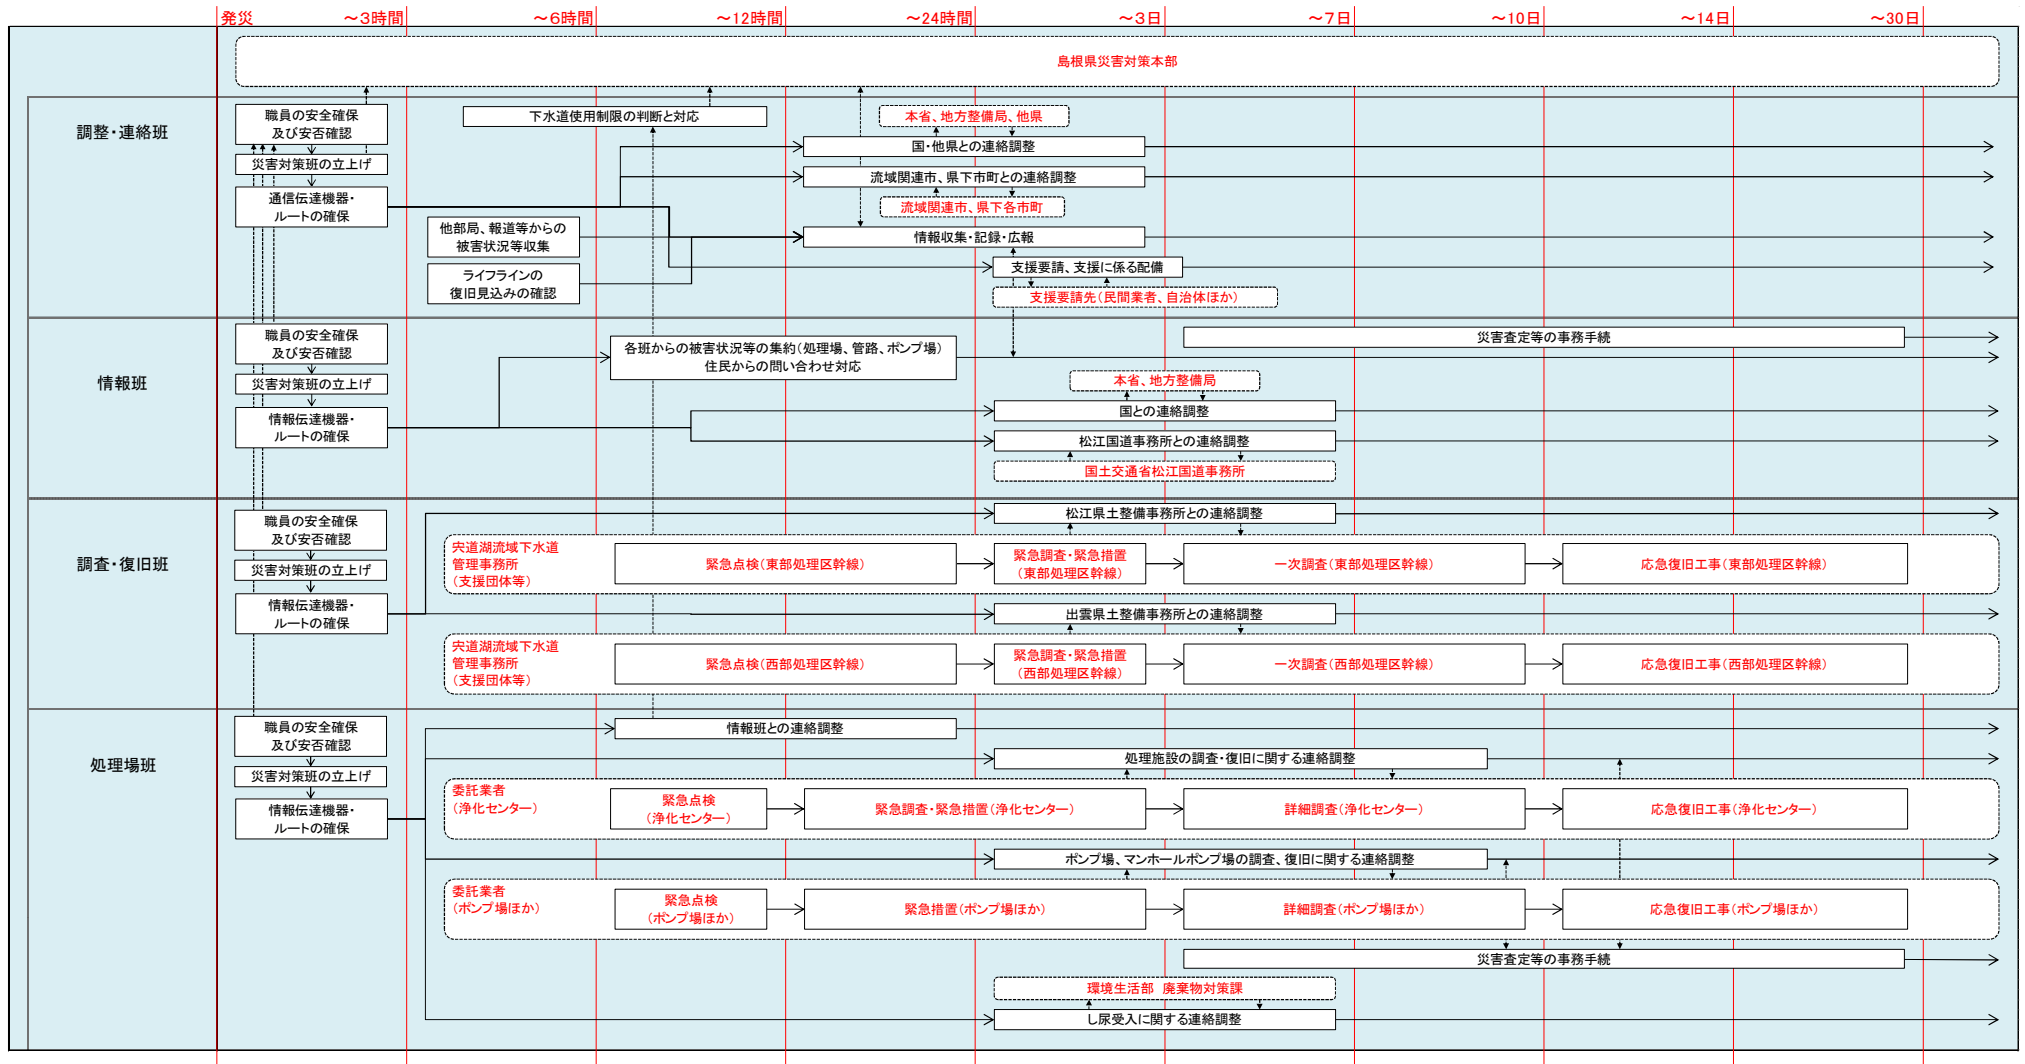 発災
～3時間
～6時間
～12時間
～24時間
～3日
～7日
～10日
～14日
～30日
島根県災害対策本部
調整・連絡班
職員の安全確保
及び安否確認
災害対策班の立上げ
通信伝達機器・
ルートの確保
下水道使用制限の判断と対応
本省、地方整備局、他県
国・他県との連絡調整
流域関連市、県下市町との連絡調整
流域関連市、県下各市町
他部局、報道等からの
被害状況等収集
情報収集・記録・広報
ライフラインの
復旧見込みの確認
支援要請、支援に係る配備
支援要請先（民間業者、自治体ほか）
情報班
職員の安全確保
及び安否確認
災害対策班の立上げ
情報伝達機器・
ルートの確保
各班からの被害状況等の集約（処理場、管路、ポンプ場）
住民からの問い合わせ対応
災害査定等の事務手続
本省、地方整備局
国との連絡調整
松江国道事務所との連絡調整
国土交通省松江国道事務所
調査・復旧班
職員の安全確保
及び安否確認
災害対策班の立上げ
情報伝達機器・
ルートの確保
松江県土整備事務所との連絡調整
宍道湖流域下水道
管理事務所
（支援団体等）
緊急点検（東部処理区幹線）
緊急調査・緊急措置
（東部処理区幹線）
一次調査（東部処理区幹線）
応急復旧工事（東部処理区幹線）
出雲県土整備事務所との連絡調整
宍道湖流域下水道
管理事務所
（支援団体等）
緊急点検（西部処理区幹線）
緊急調査・緊急措置
（西部処理区幹線）
一次調査（西部処理区幹線）
応急復旧工事（西部処理区幹線）
処理場班
職員の安全確保
及び安否確認
災害対策班の立上げ
情報伝達機器・
ルートの確保
情報班との連絡調整
処理施設の調査・復旧に関する連絡調整
委託業者
（浄化センター）
緊急点検
（浄化センター）
緊急調査・緊急措置（浄化センター）
詳細調査（浄化センター）
応急復旧工事（浄化センター）
ポンプ場、マンホールポンプ場の調査、復旧に関する連絡調整
委託業者
（ポンプ場ほか）
緊急点検
（ポンプ場ほか）
緊急措置（ポンプ場ほか）
詳細調査（ポンプ場ほか）
応急復旧工事（ポンプ場ほか）
災害査定等の事務手続
環境生活部 廃棄物対策課
し尿受入に関する連絡調整